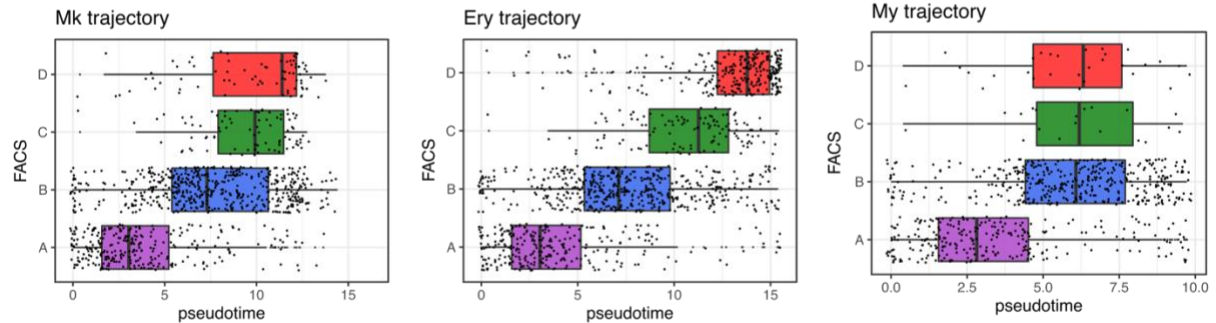 Mk trajectory
FACS
D
C
B
A
0 5 10 15
pseudotime
Ery trajectory
FACS
D
C
B
A
0 5 10 15
pseudotime
My trajectory
FACS
D
C
B
A
0.0 2.5 5.0 7.5 10.0
pseudotime